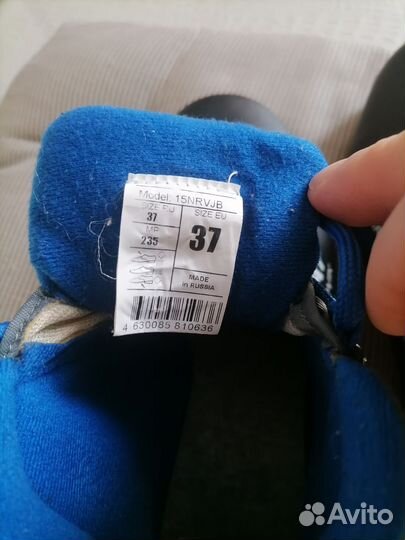 Model: 15NRVJB
SIZE EU
37
MP
235
SIZE EU
37
MADE
in RUSSIA
4 630085 810636
Avito